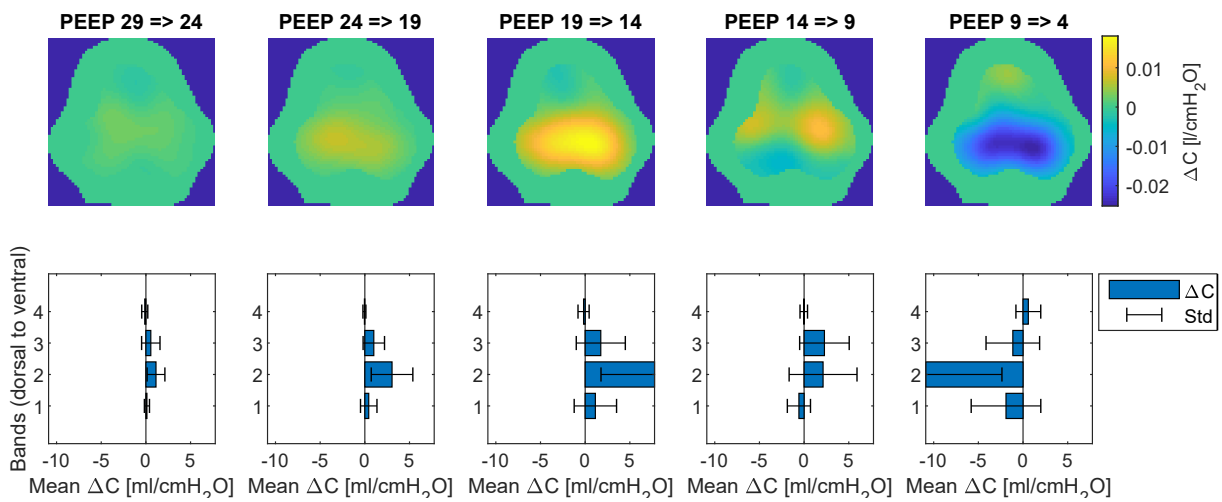 PEEP 29 => 24
PEEP 24 => 19
PEEP 19 => 14
PEEP 14 => 9
PEEP 9 => 4
0.01
0
-0.01
-0.02
ΔC [l/cmH₂O]
Bands (dorsal to ventral)
4
3
2
1
-10 -5 0 5
Mean ΔC [ml/cmH₂O]
4
3
2
1
-10 -5 0 5
Mean ΔC [ml/cmH₂O]
4
3
2
1
-10 -5 0 5
Mean ΔC [ml/cmH₂O]
4
3
2
1
-10 -5 0 5
Mean ΔC [ml/cmH₂O]
4
3
2
1
-10 -5 0 5
Mean ΔC [ml/cmH₂O]
ΔC
Std